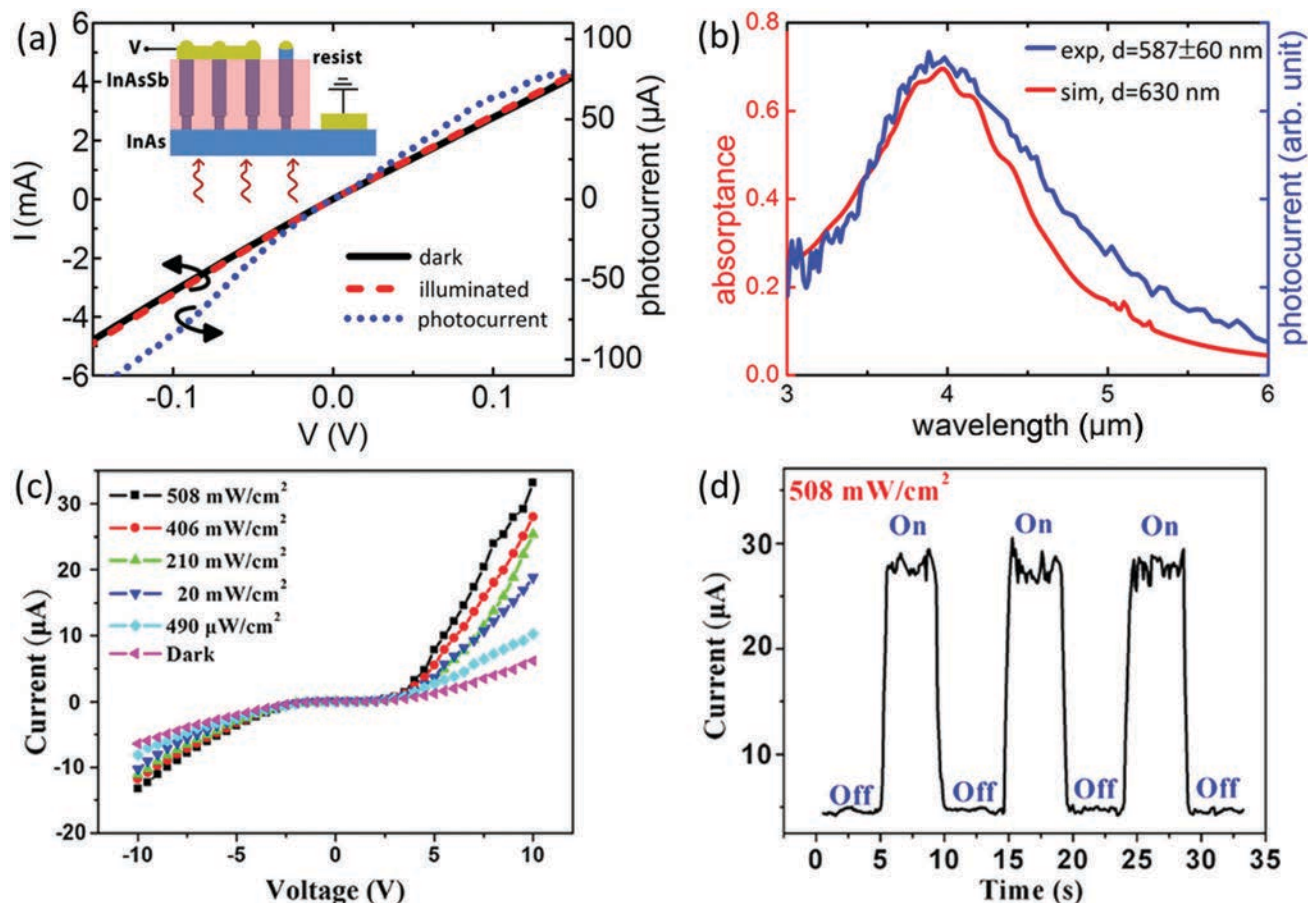 (a)
6
4
2
0
-2
-4
-6
I (mA)
100
50
0
-50
-100
photocurrent (µA)
V
InAsSb
InAs
resist
dark
illuminated
photocurrent
-0.1
0.0
0.1
V (V)
(b)
0.8
0.6
0.4
0.2
0.0
absorptance
exp, d=587±60 nm
sim, d=630 nm
photocurrent (arb. unit)
3
4
5
6
wavelength (µm)
(c)
508 mW/cm²
406 mW/cm²
210 mW/cm²
20 mW/cm²
490 µW/cm²
Dark
30
20
10
0
-10
-20
Current (µA)
-10
-5
0
5
10
Voltage (V)
(d)
508 mW/cm²
On
On
On
Off
Off
Off
Off
40
30
20
10
Current (µA)
0
5
10
15
20
25
30
35
Time (s)